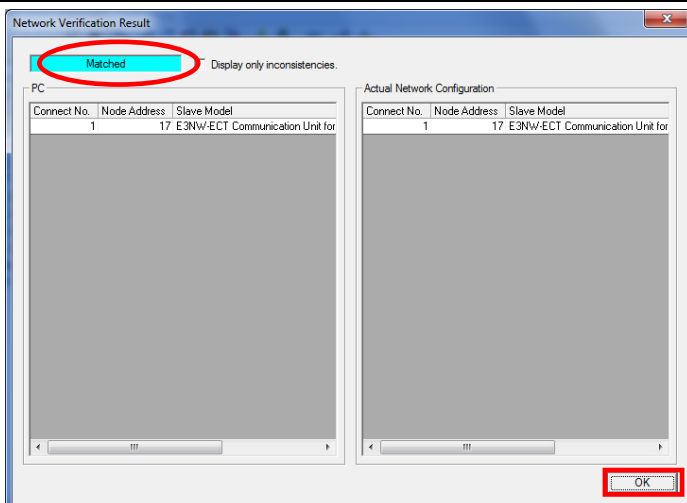 Network Verification Result
Matched
Display only inconsistencies.
PC
Connect No. Node Address Slave Model
1 17 E3NW-ECT Communication Unit for
Actual Network Configuration
Connect No. Node Address Slave Model
1 17 E3NW-ECT Communication Unit for
OK